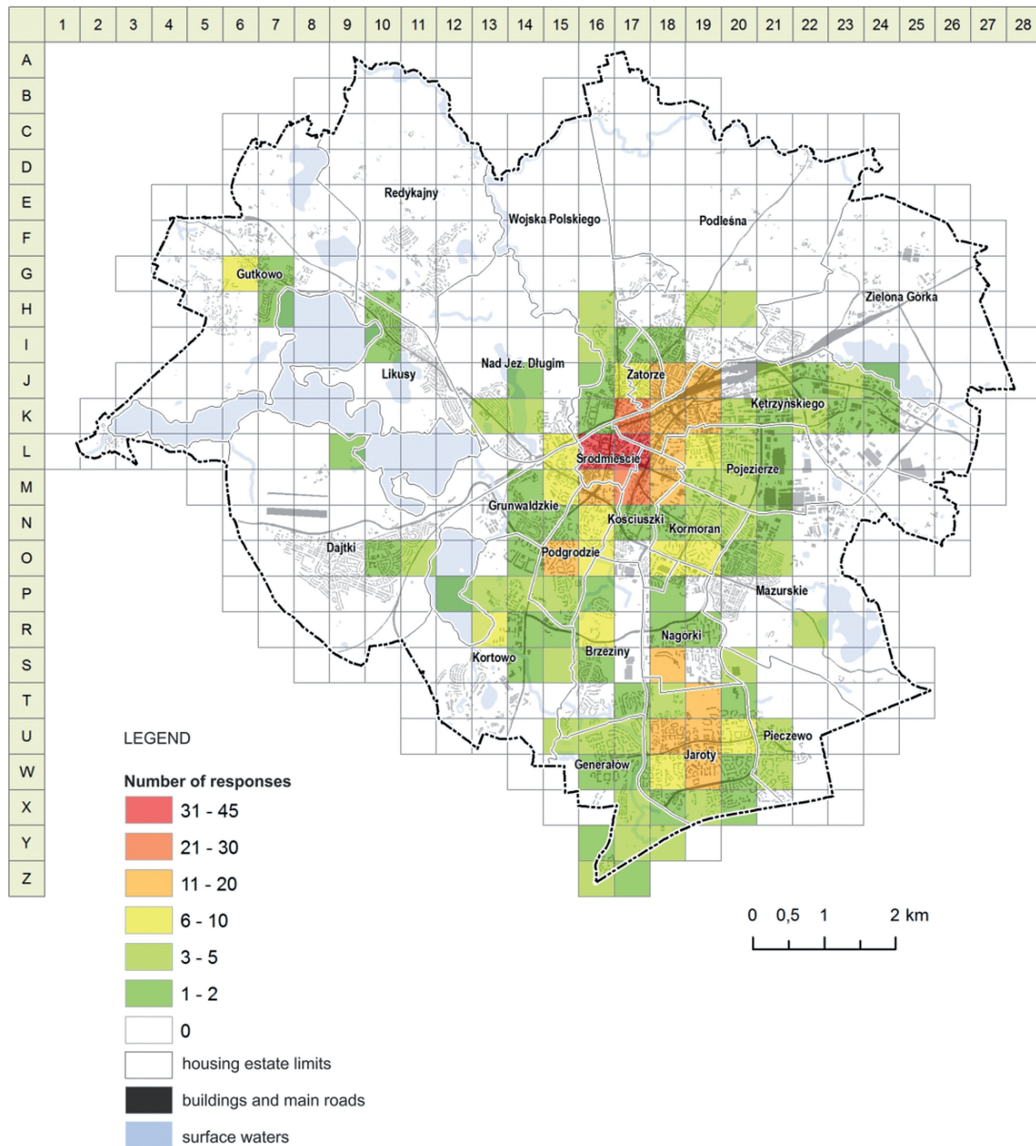 1 2 3 4 5 6 7 8 9 10 11 12 13 14 15 16 17 18 19 20 21 22 23 24 25 26 27 28
A
B
C
D
Redykajny
E
Wojska Polskiego
Podleśna
F
G
Gutkowo
Zielona Górka
H
I
Nad Jez. Długim
Zatorze
Likusy
J
Kętrzyńskiego
K
L
Śródmieście
Pojezierze
M
Grunwaldzkie
Kościuszki
Kormoran
N
Dajtki
Podgrodzie
O
Mazurskie
P
R
Nagórki
Kortowo
Brzeziny
S
T
U
Pieczewo
Jaroty
Generałów
W
X
Y
Z
LEGEND
Number of responses
31 - 45
21 - 30
11 - 20
6 - 10
3 - 5
1 - 2
0
housing estate limits
buildings and main roads
surface waters
0 0,5 1 2 km